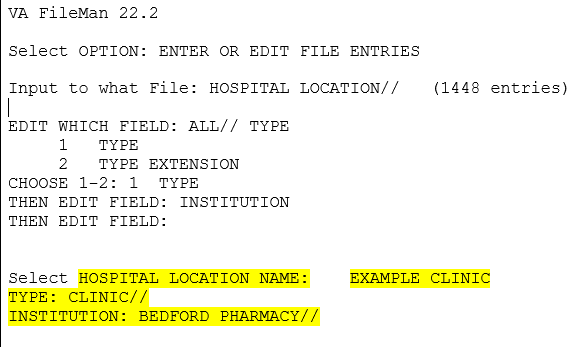 VA FileMan 22.2
Select OPTION: ENTER OR EDIT FILE ENTRIES
Input to what File: HOSPITAL LOCATION// (1448 entries)
EDIT WHICH FIELD: ALL// TYPE
1 TYPE
2 TYPE EXTENSION
CHOOSE 1-2: 1 TYPE
THEN EDIT FIELD: INSTITUTION
THEN EDIT FIELD:
Select HOSPITAL LOCATION NAME: EXAMPLE CLINIC
TYPE: CLINIC//
INSTITUTION: BEDFORD PHARMACY//